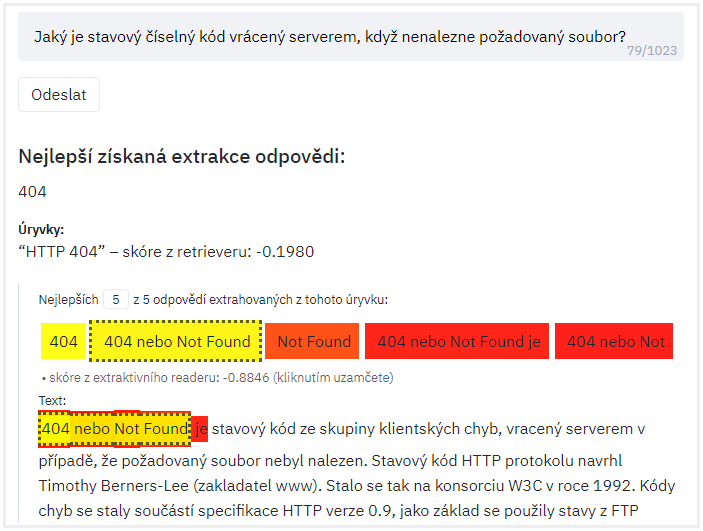 Jaký je stavový číselný kód vrácený serverem, když nenalezne požadovaný soubor?
79/1023
Odeslat
Nejlepší získaná extrakce odpovědi:
404
Úryvky:
“HTTP 404” – skóre z retrieveru: -0.1980
Nejlepších 5 z 5 odpovědí extrahovaných z tohoto úryvku:
404 404 nebo Not Found Not Found 404 nebo Not Found je 404 nebo Not
• skóre z extraktivního readeru: -0.8846 (kliknutím uzamčete)
Text:
404 nebo Not Found je stavový kód ze skupiny klientských chyb, vracený serverem v
případě, že požadovaný soubor nebyl nalezen. Stavový kód HTTP protokolu navrhl
Timothy Berners-Lee (zakladatel www). Stalo se tak na konsorciu W3C v roce 1992. Kódy
chyb se staly součástí specifikace HTTP verze 0.9, jako základ se použily stavy z FTP